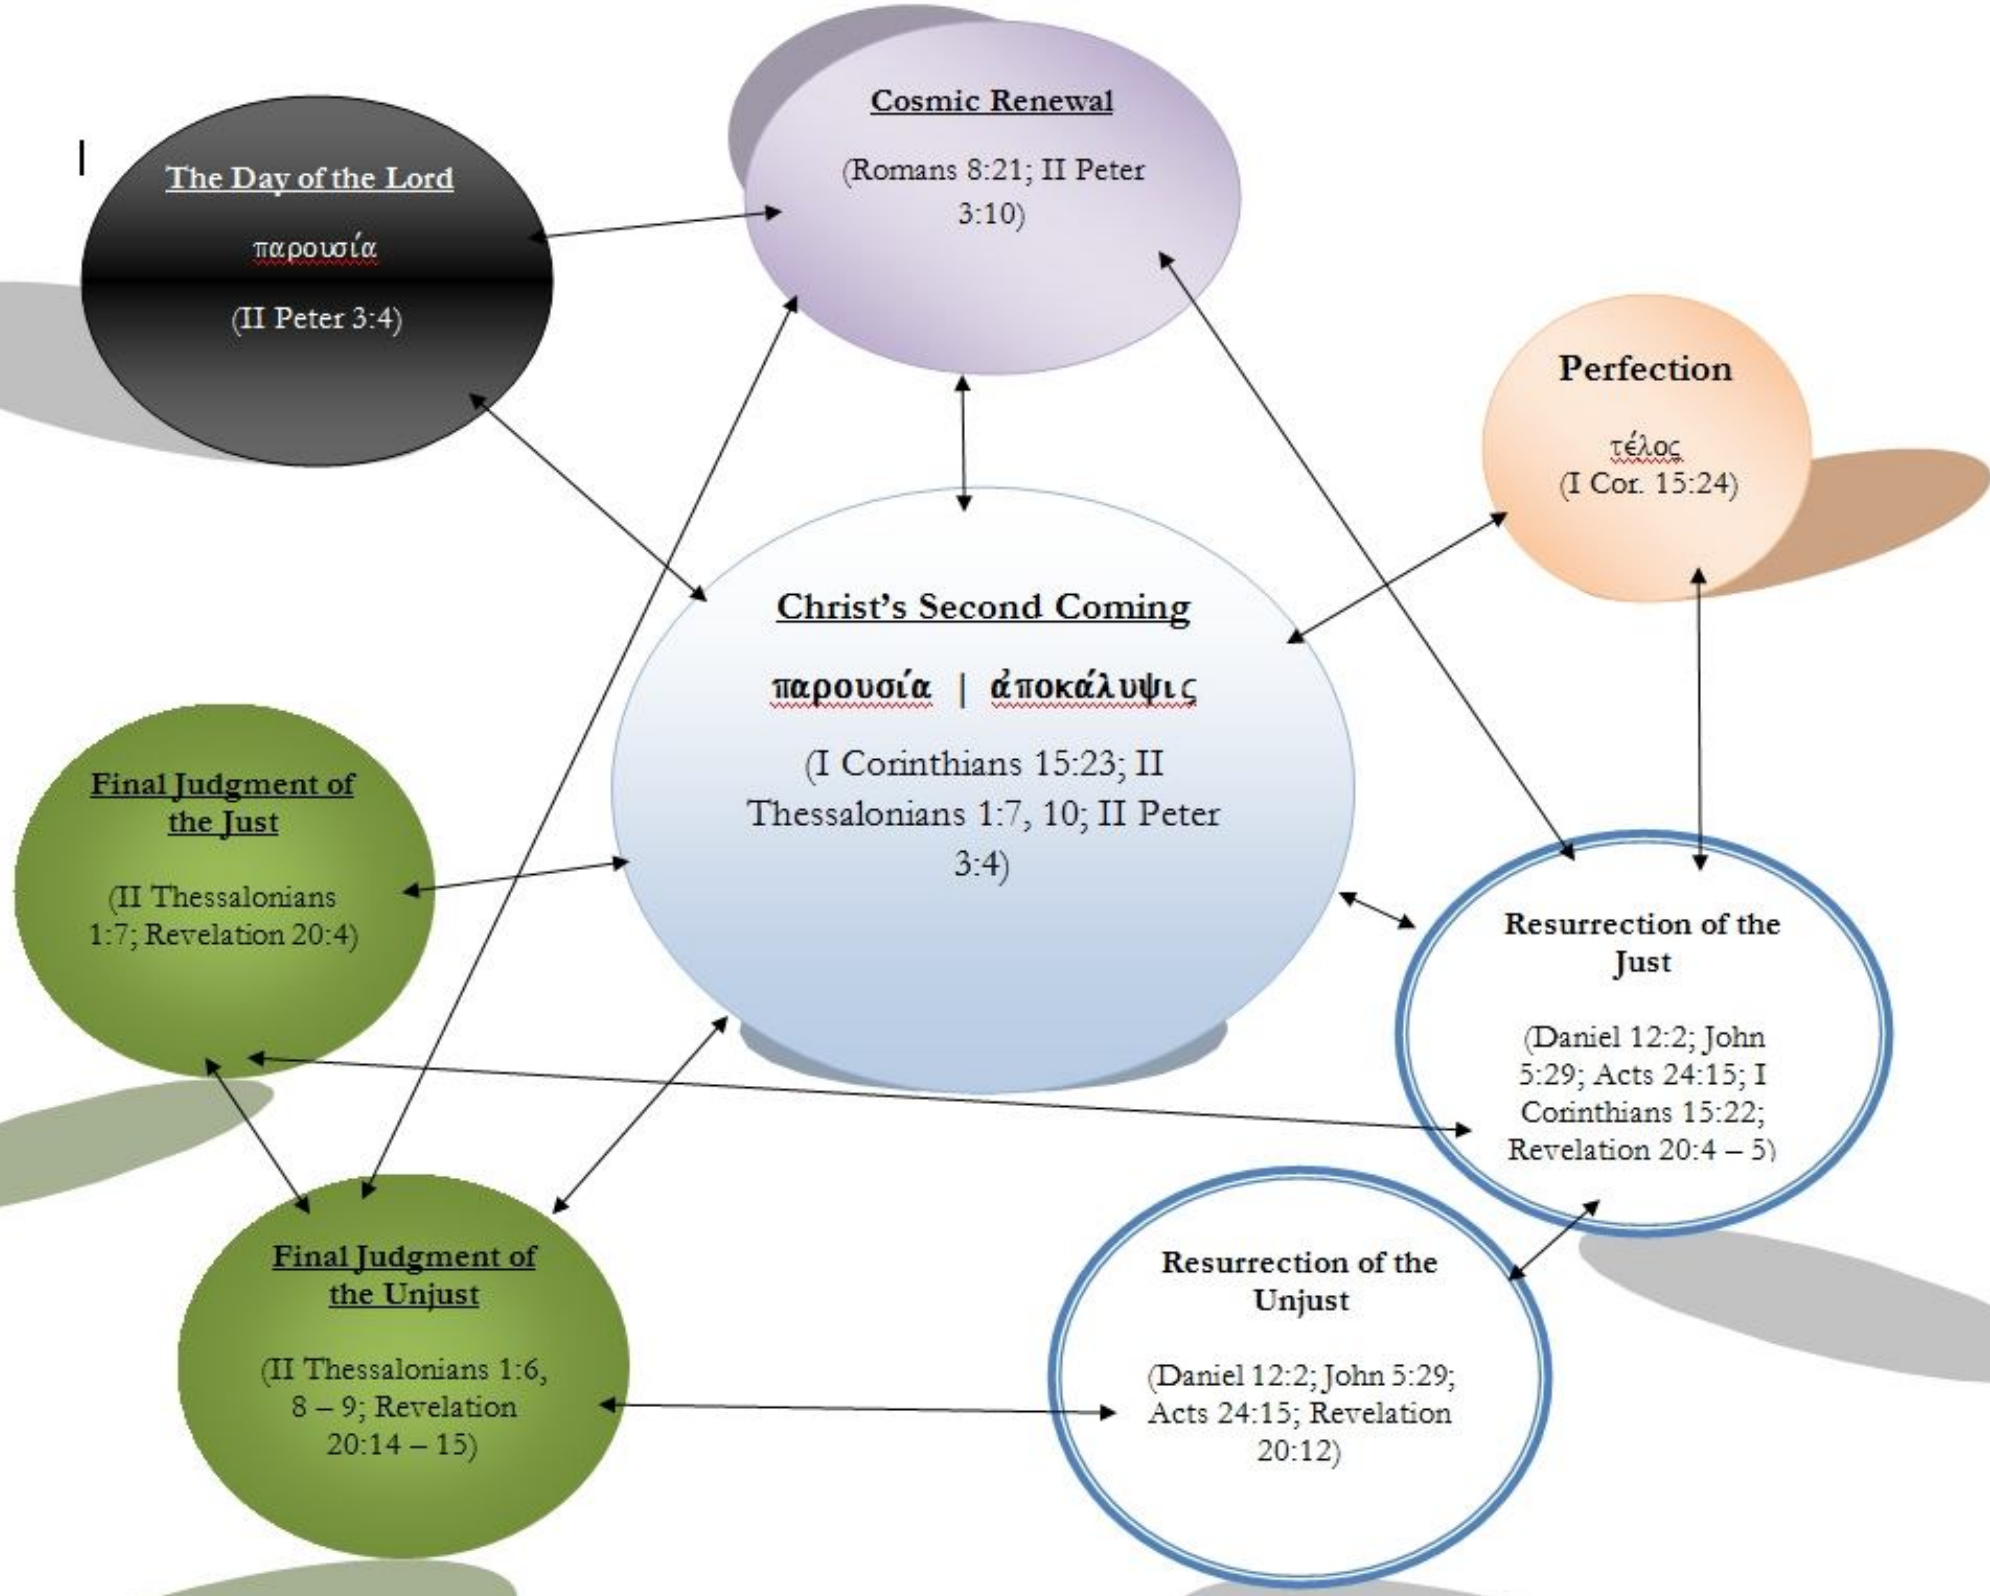 Cosmic Renewal
(Romans 8:21; II Peter
3:10)
The Day of the Lord
παρουσία
(II Peter 3:4)
Perfection
τέλος
(I Cor. 15:24)
Christ’s Second Coming
παρουσία | ἀποκάλυψις
(I Corinthians 15:23; II
Thessalonians 1:7, 10; II Peter
3:4)
Final Judgment of
the Just
(II Thessalonians
1:7; Revelation 20:4)
Resurrection of the
Just
(Daniel 12:2; John
5:29; Acts 24:15; I
Corinthians 15:22;
Revelation 20:4 – 5)
Final Judgment of
the Unjust
(II Thessalonians 1:6,
8 – 9; Revelation
20:14 – 15)
Resurrection of the
Unjust
(Daniel 12:2; John 5:29;
Acts 24:15; Revelation
20:12)